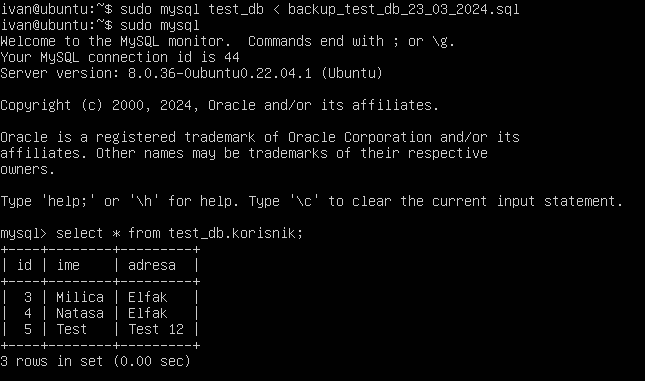 ivan@ubuntu:~$ sudo mysql test_db < backup_test_db_23_03_2024.sql
ivan@ubuntu:~$ sudo mysql
Welcome to the MySQL monitor.  Commands end with ; or \g.
Your MySQL connection id is 44
Server version: 8.0.36-0ubuntu0.22.04.1 (Ubuntu)

Copyright (c) 2000, 2024, Oracle and/or its affiliates.

Oracle is a registered trademark of Oracle Corporation and/or its
affiliates. Other names may be trademarks of their respective
owners.

Type 'help;' or '\h' for help. Type '\c' to clear the current input statement.

mysql> select * from test_db.korisnik;
+----+--------+---------+
| id | ime    | adresa  |
+----+--------+---------+
|  3 | Milica | Elfak   |
|  4 | Natasa | Elfak   |
|  5 | Test   | Test 12 |
+----+--------+---------+
3 rows in set (0.00 sec)